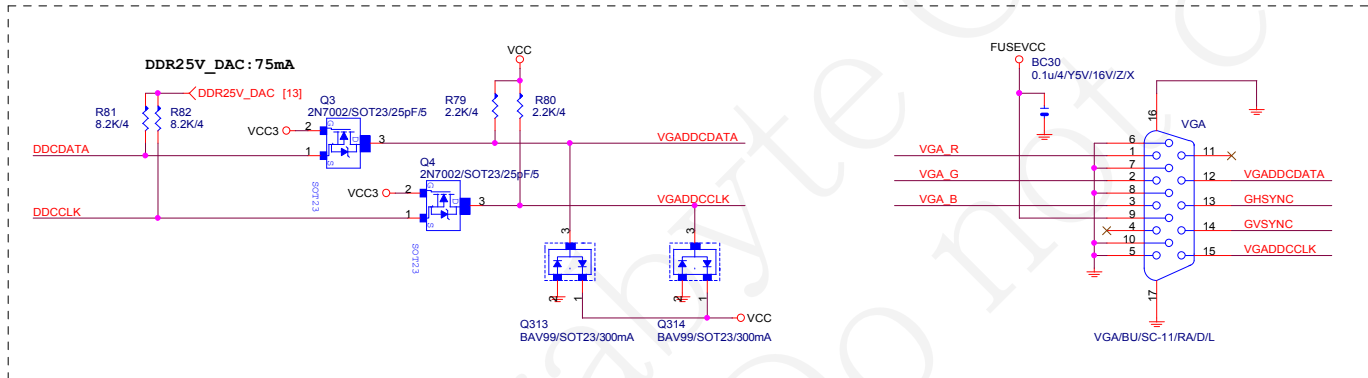 DDR25V_DAC:75mA
DDR25V_DAC [13]
R81
8.2K/4
R82
8.2K/4
Q3
2N7002/SOT23/25pF/5
VCC3
2
G
D
S
1
3
DDCDATA
SOT23
Q4
2N7002/SOT23/25pF/5
VCC3
2
G
D
S
1
3
DDCCLK
SOT23
VCC
R79
2.2K/4
R80
2.2K/4
VGADDCDATA
VGADDCCLK
3
2
1
3
2
1
VCC
Q313
BAV99/SOT23/300mA
Q314
BAV99/SOT23/300mA
FUSEVCC
BC30
0.1u/4/Y5V/16V/Z/X
16
VGA
VGA_R
VGA_G
VGA_B
6
1
7
2
8
3
9
4
10
5
11
12
13
14
15
VGADDCDATA
GHSYNC
GVSYNC
VGADDCCLK
17
VGA/BU/SC-11/RA/D/L
Do not c